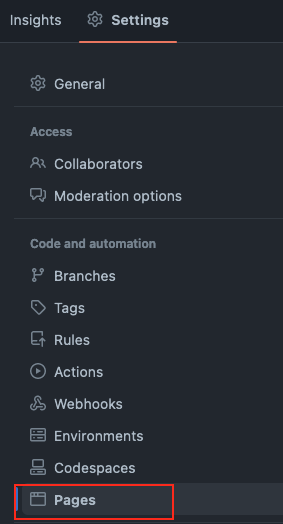 Insights Settings
General
Access
Collaborators
Moderation options
Code and automation
Branches
Tags
Rules
Actions
Webhooks
Environments
Codespaces
Pages